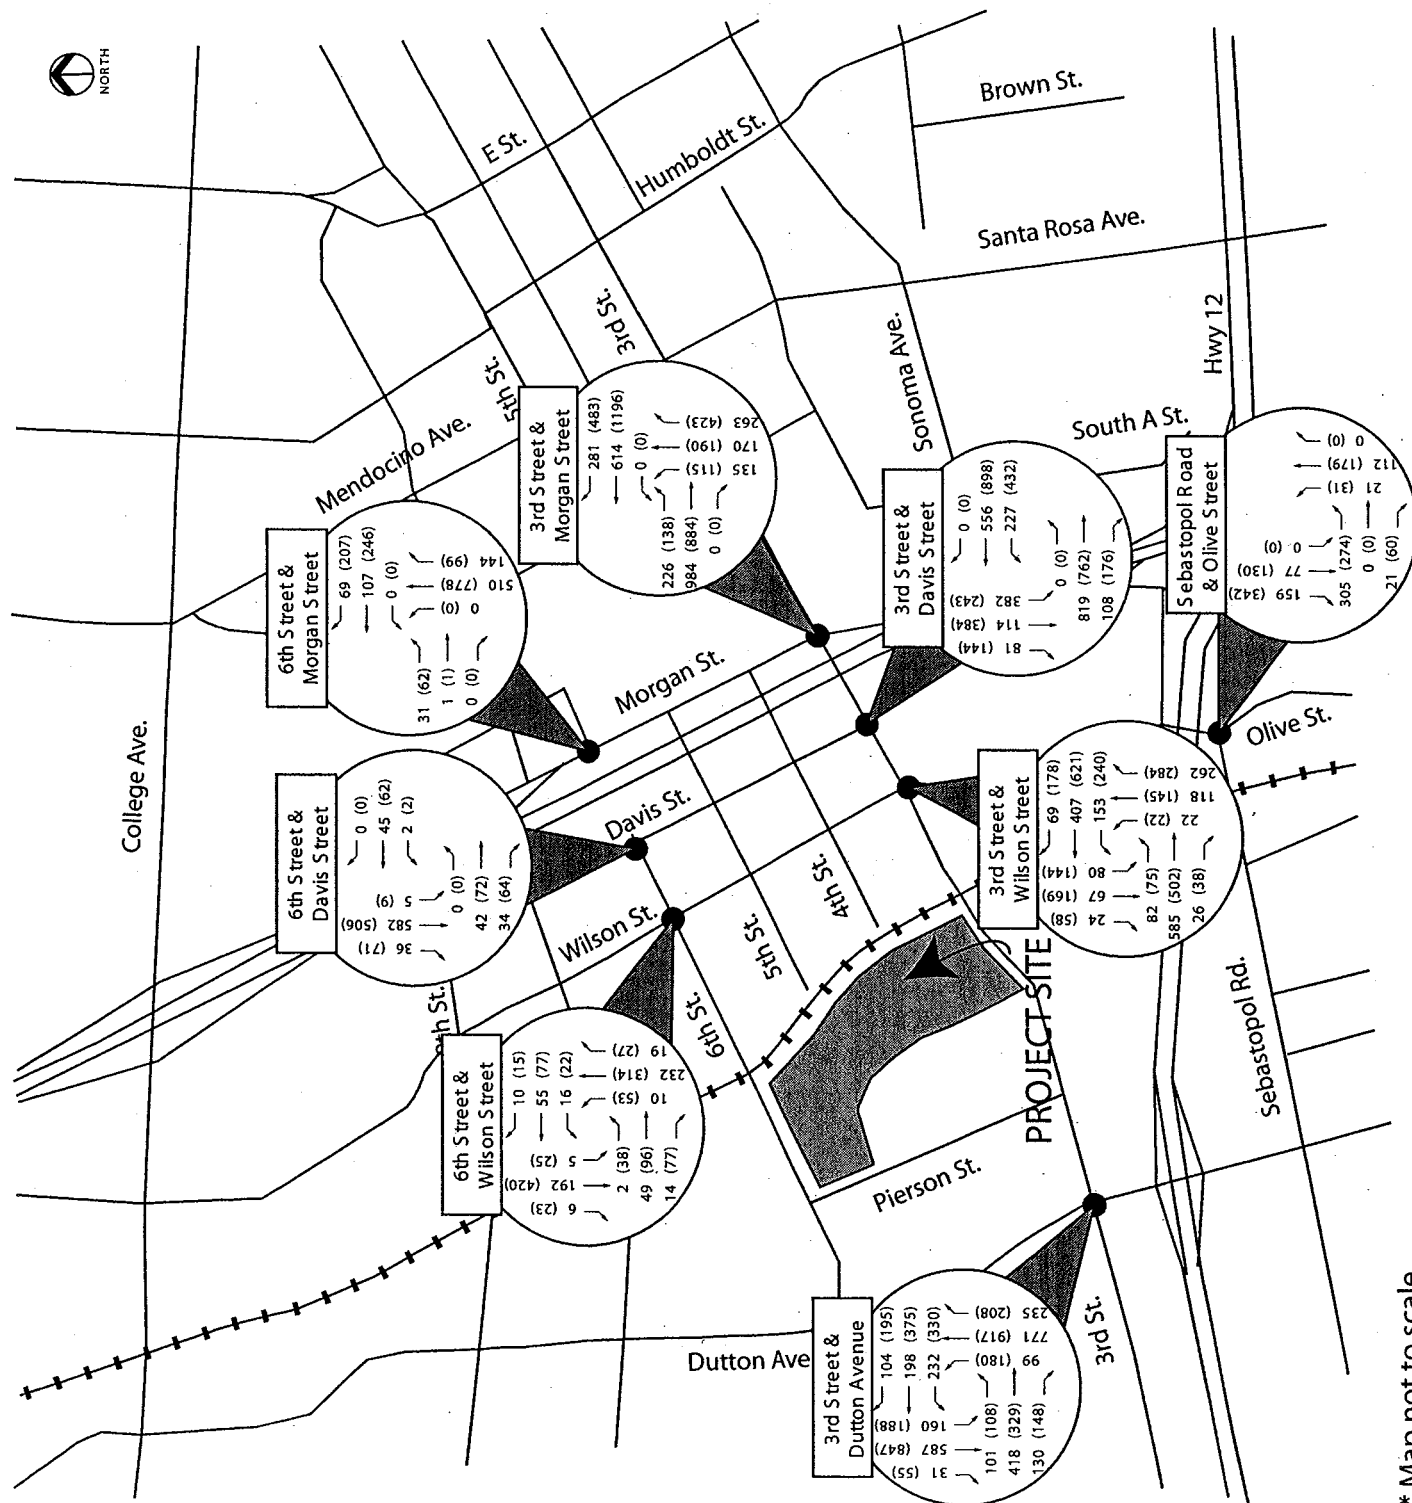 NORTH
College Ave.
E St.
Humboldt St.
Brown St.
Santa Rosa Ave.
Mendocino Ave.
5th St.
3rd St.
Sonoma Ave.
Hwy 12
South A St.
6th Street &
Morgan Street
69 (207)
107 (246)
0 (0)
31 (62)
1 (1)
0 (0)
0 (0)
510 (778)
144 (99)
3rd Street &
Morgan Street
281 (483)
614 (1196)
0 (0)
226 (138)
984 (884)
0 (0)
135 (115)
170 (190)
263 (423)
3rd Street &
Davis Street
0 (0)
556 (898)
227 (432)
81 (144)
114 (384)
382 (243)
0 (0)
819 (762)
108 (176)
Sebastopol Road
& Olive Street
159 (342)
77 (130)
0 (0)
305 (274)
0 (0)
21 (60)
21 (31)
112 (179)
0 (0)
Morgan St.
Davis St.
Wilson St.
4th St.
5th St.
6th St.
Olive St.
6th Street &
Davis Street
0 (0)
45 (62)
2 (2)
36 (71)
582 (506)
5 (9)
0 (0)
42 (72)
34 (64)
3rd Street &
Wilson Street
69 (178)
407 (621)
153 (240)
24 (58)
67 (169)
80 (144)
82 (75)
585 (502)
26 (38)
22 (22)
118 (145)
262 (284)
6th Street &
Wilson Street
10 (15)
55 (77)
16 (22)
6 (23)
192 (420)
5 (25)
2 (38)
49 (96)
14 (77)
10 (53)
232 (314)
19 (27)
PROJECT SITE
Sebastopol Rd.
Pierson St.
Dutton Ave
3rd St.
3rd Street &
Dutton Avenue
104 (195)
198 (375)
232 (330)
31 (55)
587 (847)
160 (188)
101 (108)
418 (329)
130 (148)
99 (180)
771 (917)
235 (208)
* Map not to scale